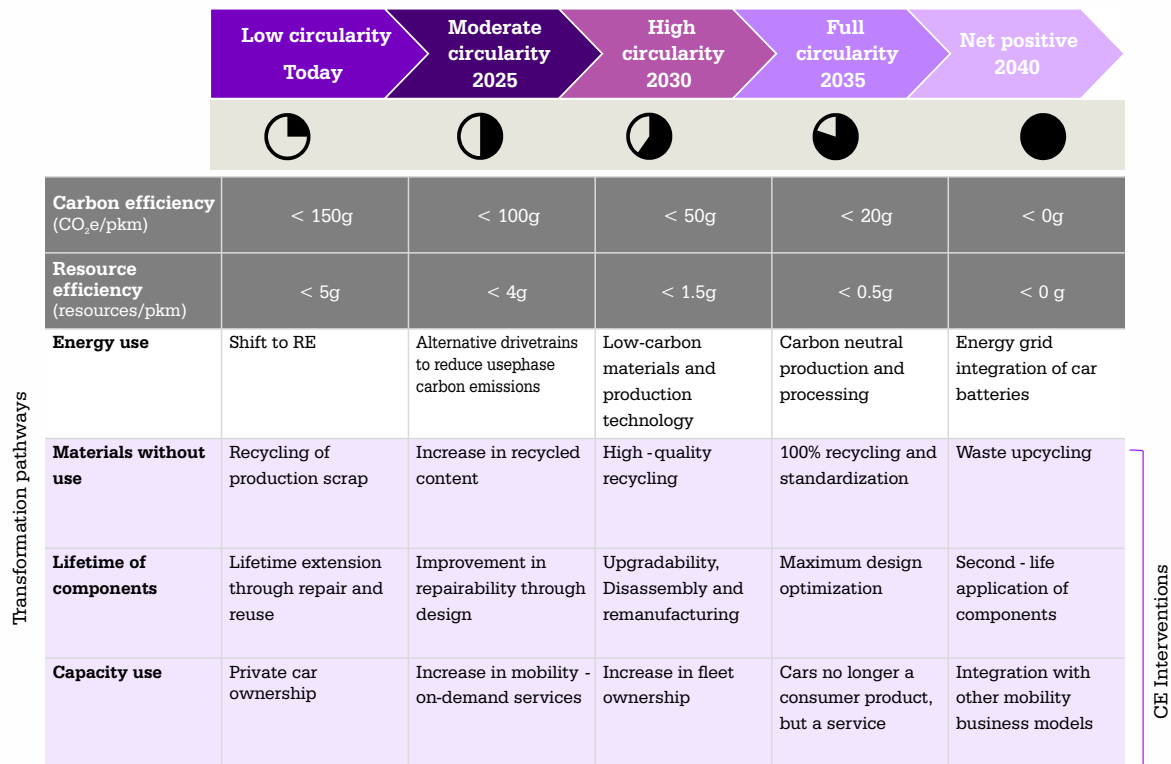 Low circularity
Today
Moderate
circularity
2025
High
circularity
2030
Full
circularity
2035
Net positive
2040
Carbon efficiency
(CO₂e/pkm)
< 150g
< 100g
< 50g
< 20g
< 0g
Resource
efficiency
(resources/pkm)
< 5g
< 4g
< 1.5g
< 0.5g
< 0 g
Transformation pathways
Energy use
Shift to RE
Alternative drivetrains
to reduce usephase
carbon emissions
Low-carbon
materials and
production
technology
Carbon neutral
production and
processing
Energy grid
integration of car
batteries
Materials without
use
Recycling of
production scrap
Increase in recycled
content
High -quality
recycling
100% recycling and
standardization
Waste upcycling
Lifetime of
components
Lifetime extension
through repair and
reuse
Improvement in
repairability through
design
Upgradability,
Disassembly and
remanufacturing
Maximum design
optimization
Second - life
application of
components
Capacity use
Private car
ownership
Increase in mobility -
on-demand services
Increase in fleet
ownership
Cars no longer a
consumer product,
but a service
Integration with
other mobility
business models
CE Interventions